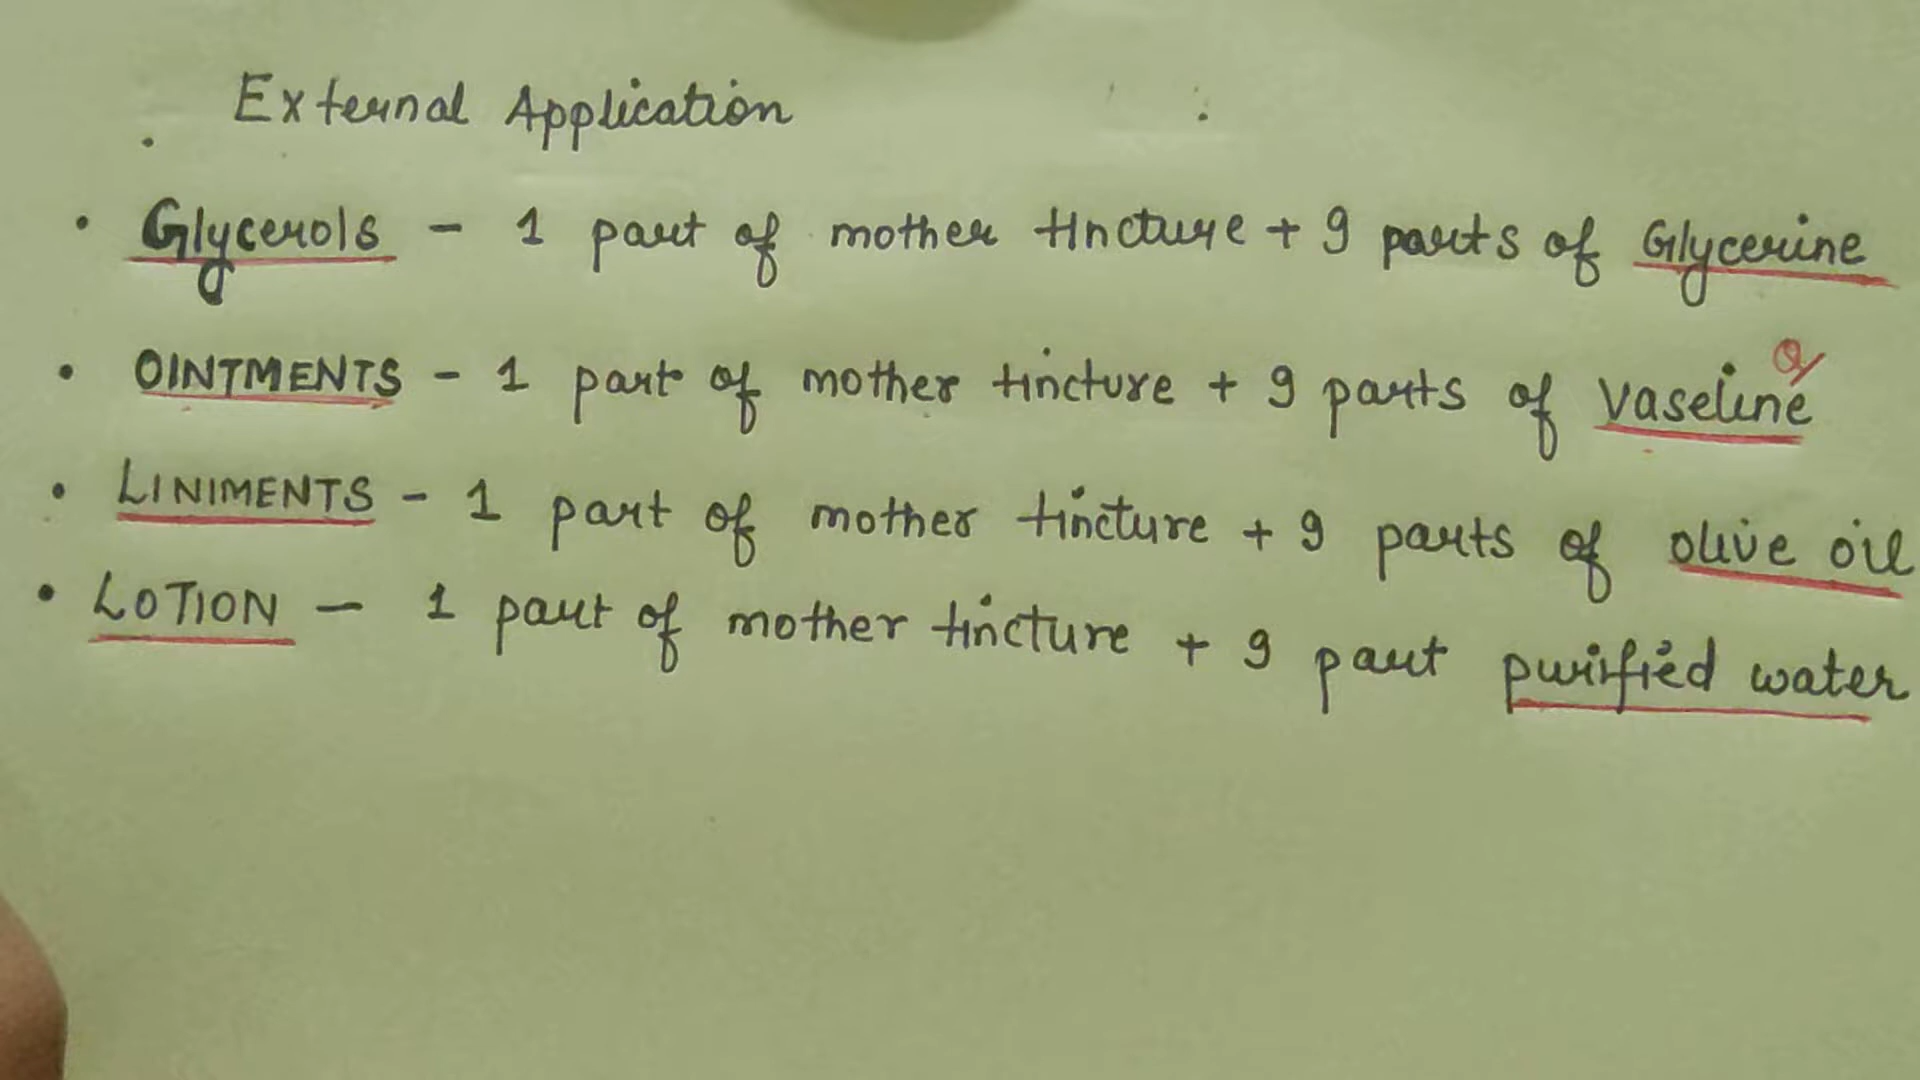 External Application
• Glycerols - 1 part of mother tincture + 9 parts of Glycerine
• OINTMENTS - 1 part of mother tincture + 9 parts of vaseline
• LINIMENTS - 1 part of mother tincture + 9 parts of olive oil
• LOTION - 1 part of mother tincture + 9 part purified water